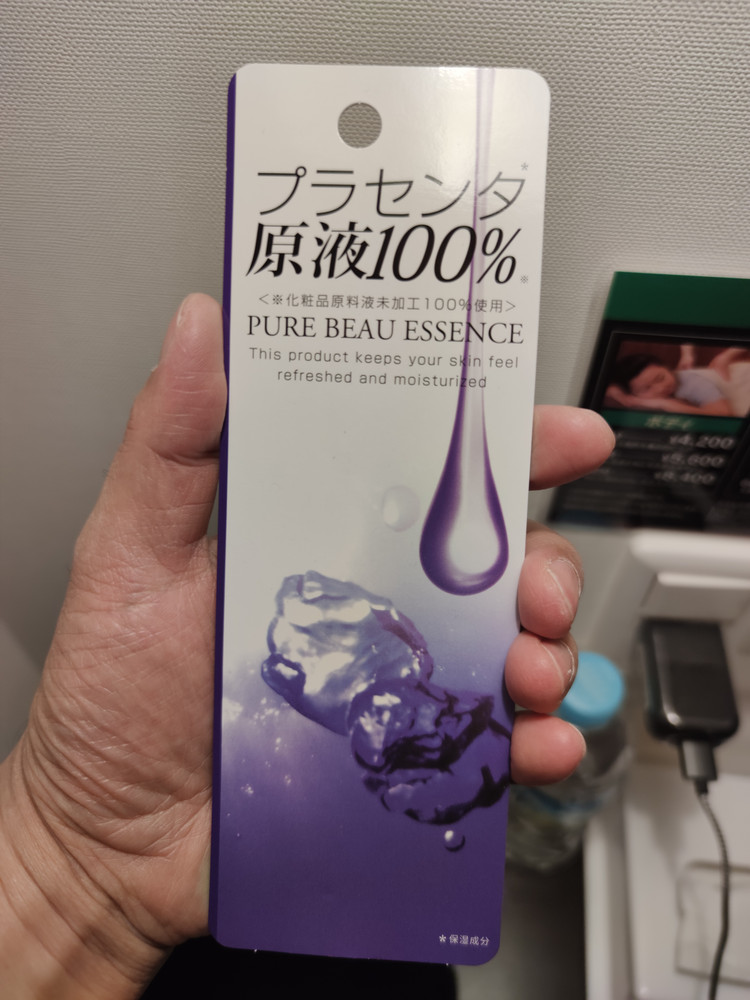 プラセンタ*
原液100%※
<※化粧品原料液未加工100%使用>
PURE BEAU ESSENCE
This product keeps your skin feel
refreshed and moisturized
*保湿成分
ボディ
¥4,200
¥5,600
¥8,400